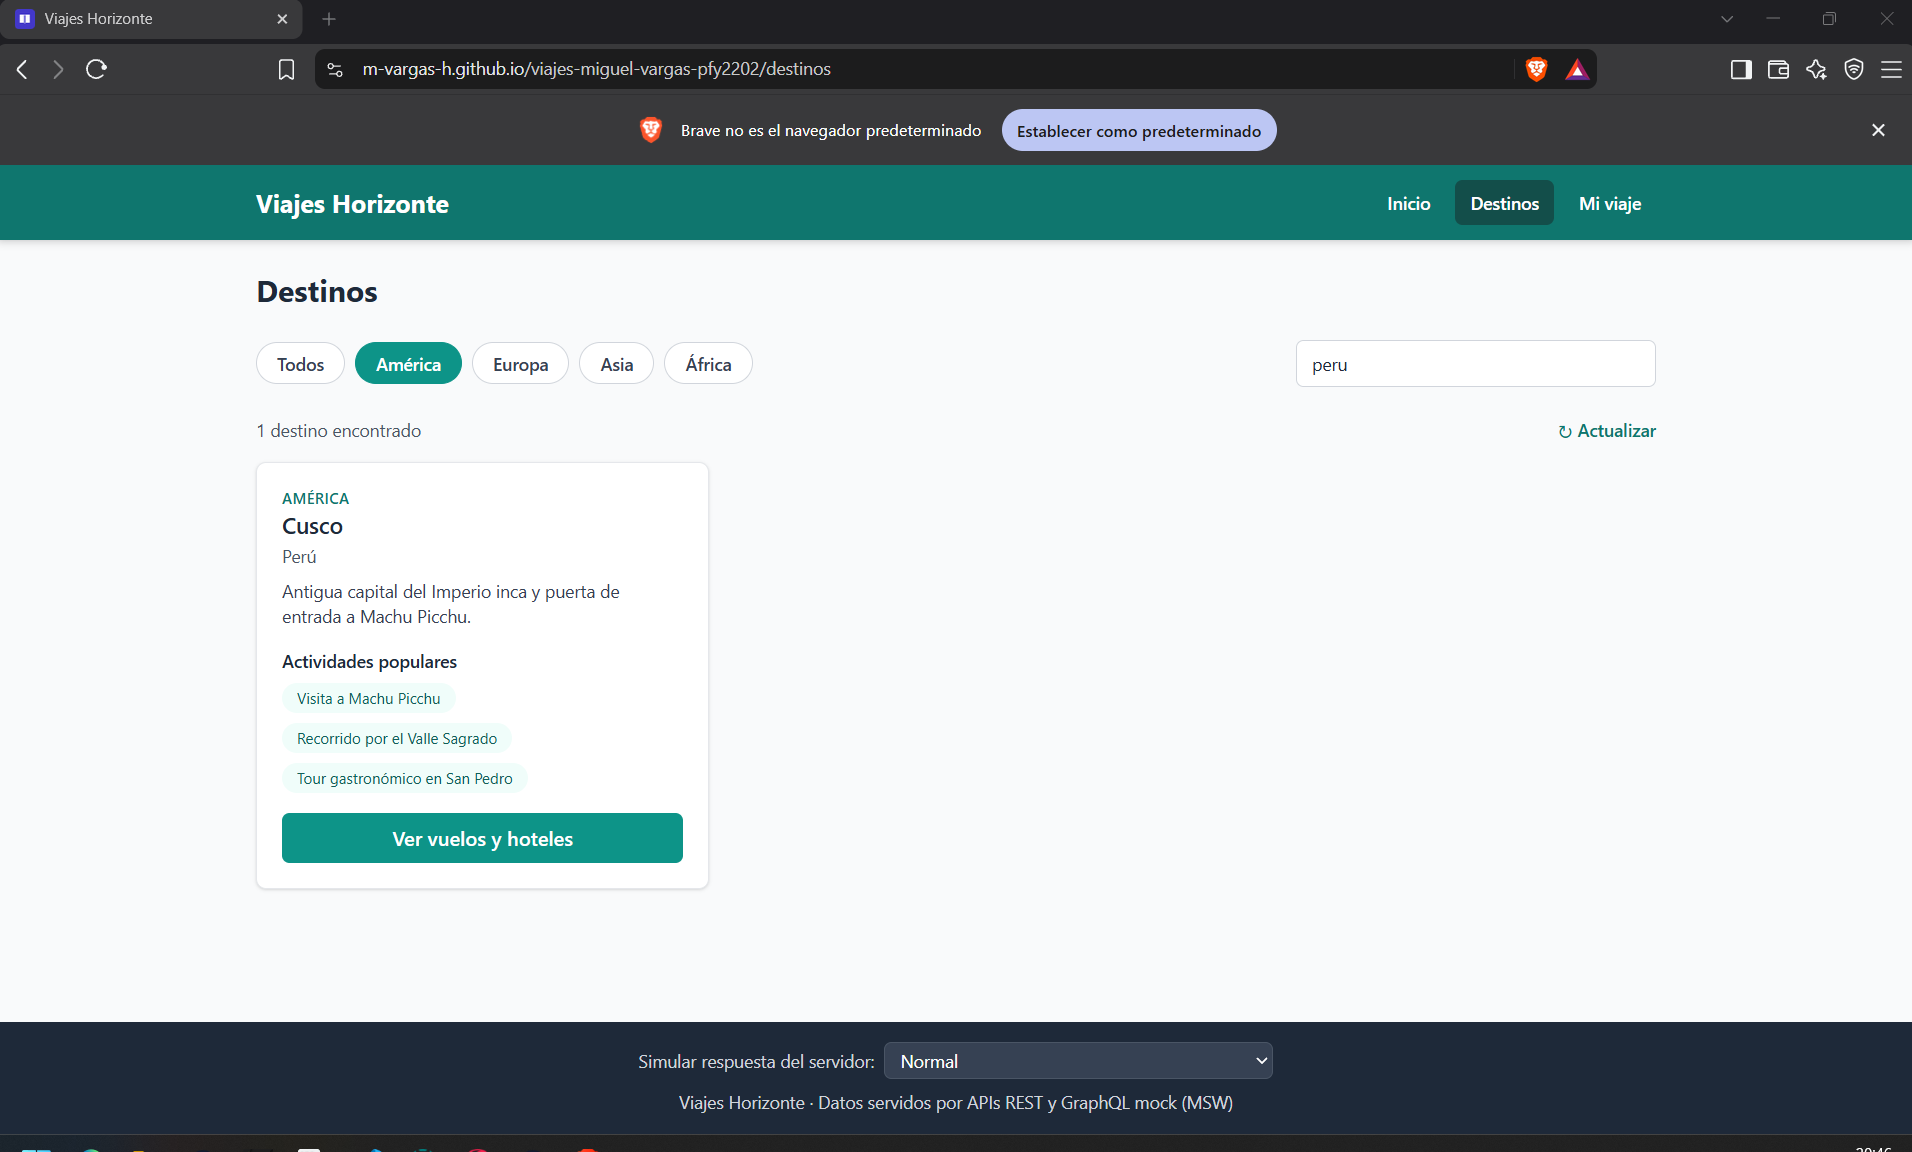 Viajes Horizonte
m-vargas-h.github.io/viajes-miguel-vargas-pfy2202/destinos
Brave no es el navegador predeterminado
Establecer como predeterminado
Viajes Horizonte
Inicio
Destinos
Mi viaje
Destinos
Todos
América
Europa
Asia
África
peru
1 destino encontrado
↻ Actualizar
AMÉRICA
Cusco
Perú
Antigua capital del Imperio inca y puerta de
entrada a Machu Picchu.
Actividades populares
Visita a Machu Picchu
Recorrido por el Valle Sagrado
Tour gastronómico en San Pedro
Ver vuelos y hoteles
Simular respuesta del servidor:
Normal
Viajes Horizonte · Datos servidos por APIs REST y GraphQL mock (MSW)